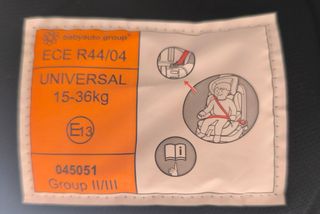 babyauto group
ECE R44/04
UNIVERSAL
15-36kg
E13
045051
Group II/III